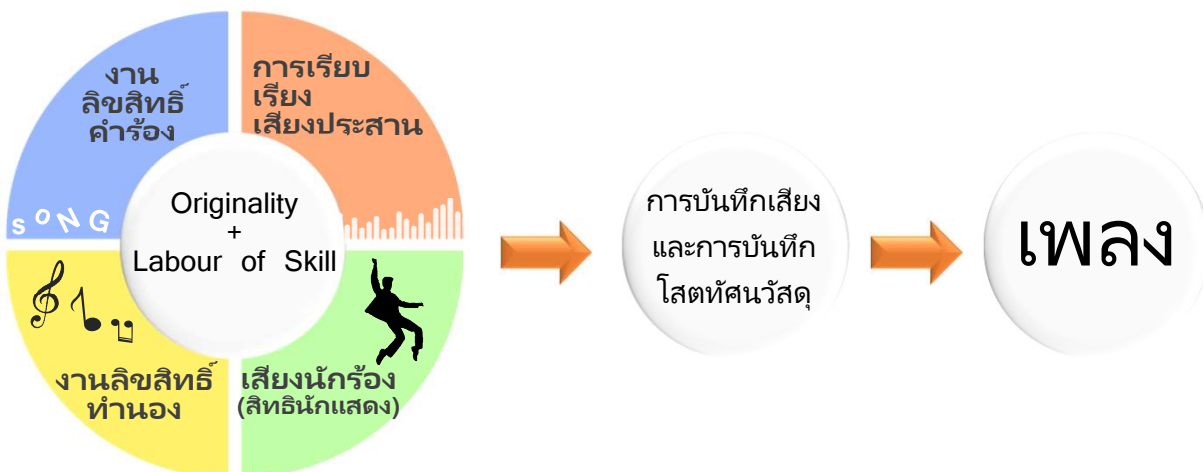 งาน
ลิขสิทธิ์
คำร้อง
การเรียบ
เรียง
เสียงประสาน
SONG
Originality
+
Labour of Skill
งานลิขสิทธิ์
ทำนอง
เสียงนักร้อง
(สิทธินักแสดง)
การบันทึกเสียง
และการบันทึก
โสตทัศนวัสดุ
เพลง